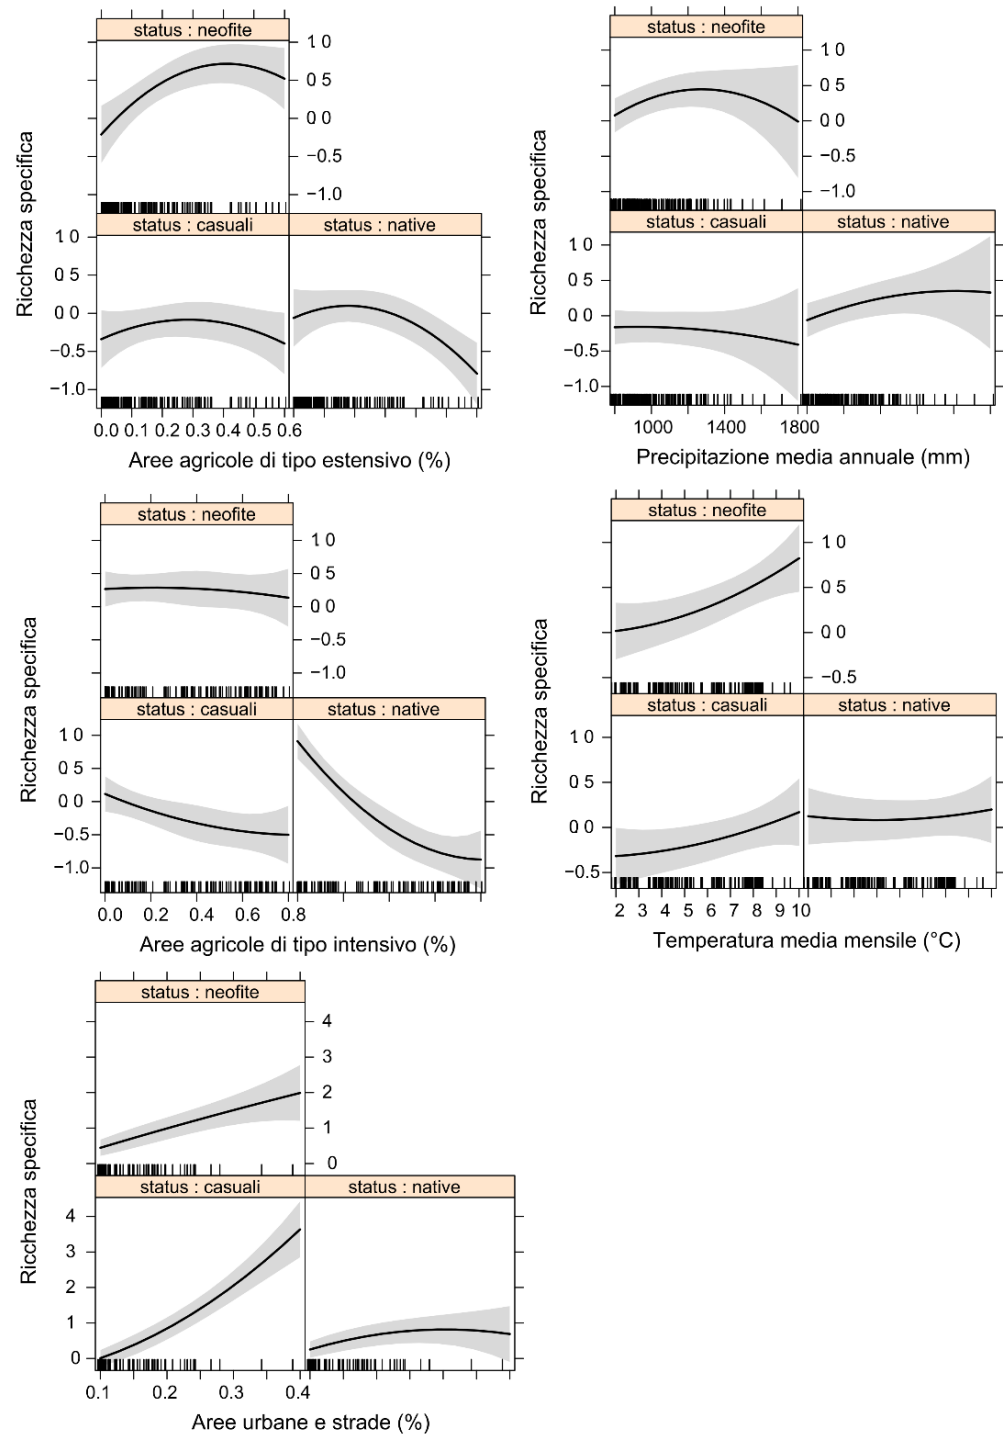 status : neofite
1 0
0 5
0 0
−0.5
−1.0
Ricchezza specifica
status : casuali status : native
1 0
0 5
0 0
−0.5
−1.0
0.0 0.1 0.2 0.3 0.4 0.5 0.6
Aree agricole di tipo estensivo (%)
status : neofite
1 0
0 5
0 0
−0.5
−1.0
Ricchezza specifica
status : casuali status : native
1 0
0 5
0 0
−0.5
−1.0
1000 1400 1800
Precipitazione media annuale (mm)
status : neofite
1 0
0 5
0 0
−0.5
−1.0
Ricchezza specifica
status : casuali status : native
1 0
0 5
0 0
−0.5
−1.0
0.0 0.2 0.4 0.6 0.8
Aree agricole di tipo intensivo (%)
status : neofite
1 0
0 5
0 0
−0.5
Ricchezza specifica
status : casuali status : native
1 0
0 5
0 0
−0.5
2 3 4 5 6 7 8 9 10
Temperatura media mensile (°C)
status : neofite
4
3
2
1
0
Ricchezza specifica
status : casuali status : native
4
3
2
1
0
0.1 0.2 0.3 0.4
Aree urbane e strade (%)